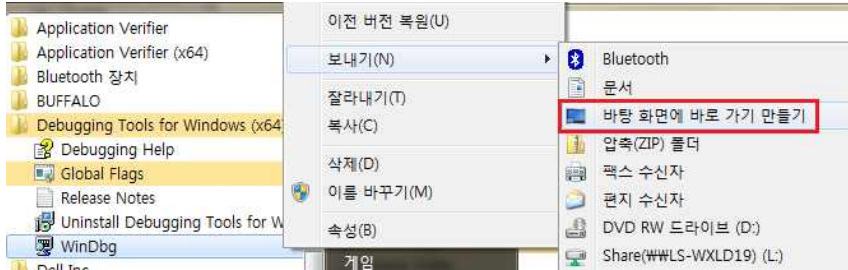 Application Verifier
Application Verifier (x64)
Bluetooth 장치
BUFFALO
Debugging Tools for Windows (x64
Debugging Help
Global Flags
Release Notes
Uninstall Debugging Tools for W
WinDbg
Dell Inc
이전 버전 복원(U)
보내기(N)
잘라내기(T)
복사(C)
삭제(D)
이름 바꾸기(M)
속성(B)
게임
Bluetooth
문서
바탕 화면에 바로 가기 만들기
압축(ZIP) 폴더
팩스 수신자
편지 수신자
DVD RW 드라이브 (D:)
Share(₩₩LS-WXLD19) (L:)